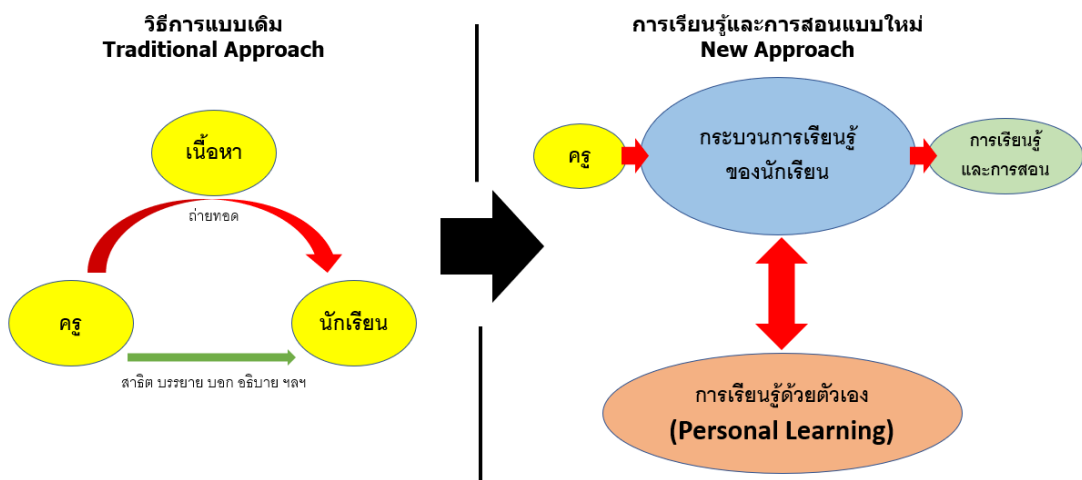 วิธีการแบบเดิม
Traditional Approach
เนื้อหา
ถ่ายทอด
ครู
นักเรียน
สาธิต บรรยาย บอก อธิบาย ฯลฯ
การเรียนรู้และการสอนแบบใหม่
New Approach
ครู
กระบวนการเรียนรู้
ของนักเรียน
การเรียนรู้
และการสอน
การเรียนรู้ด้วยตัวเอง
(Personal Learning)